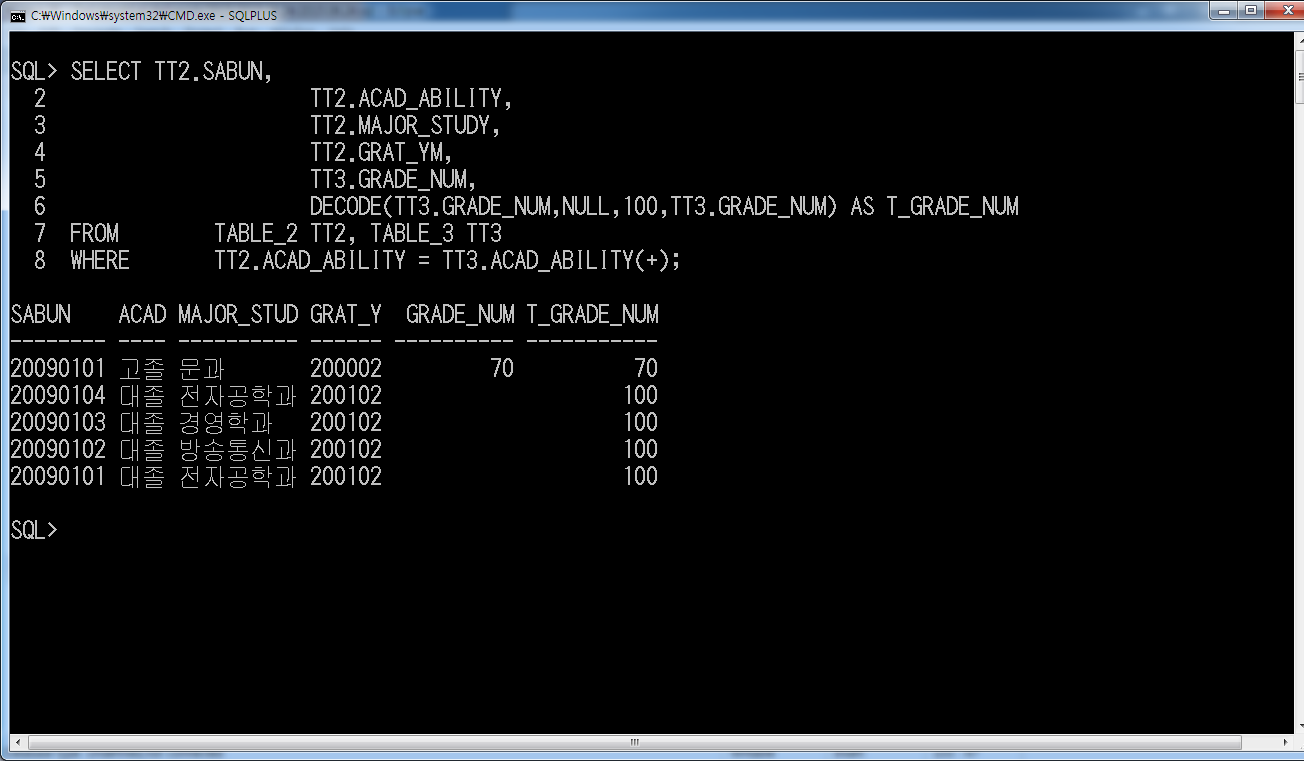 C:₩Windows₩system32₩CMD.exe - SQLPLUS
SQL> SELECT TT2.SABUN,
2 TT2.ACAD_ABILITY,
3 TT2.MAJOR_STUDY,
4 TT2.GRAT_YM,
5 TT3.GRADE_NUM,
6 DECODE(TT3.GRADE_NUM,NULL,100,TT3.GRADE_NUM) AS T_GRADE_NUM
7 FROM TABLE_2 TT2, TABLE_3 TT3
8 WHERE TT2.ACAD_ABILITY = TT3.ACAD_ABILITY(+);
SABUN ACAD MAJOR_STUD GRAT_Y GRADE_NUM T_GRADE_NUM
-------- ---- ---------- ------ ---------- -----------
20090101 고졸 문과 200002 70 70
20090104 대졸 전자공학과 200102 100
20090103 대졸 경영학과 200102 100
20090102 대졸 방송통신과 200102 100
20090101 대졸 전자공학과 200102 100
SQL>